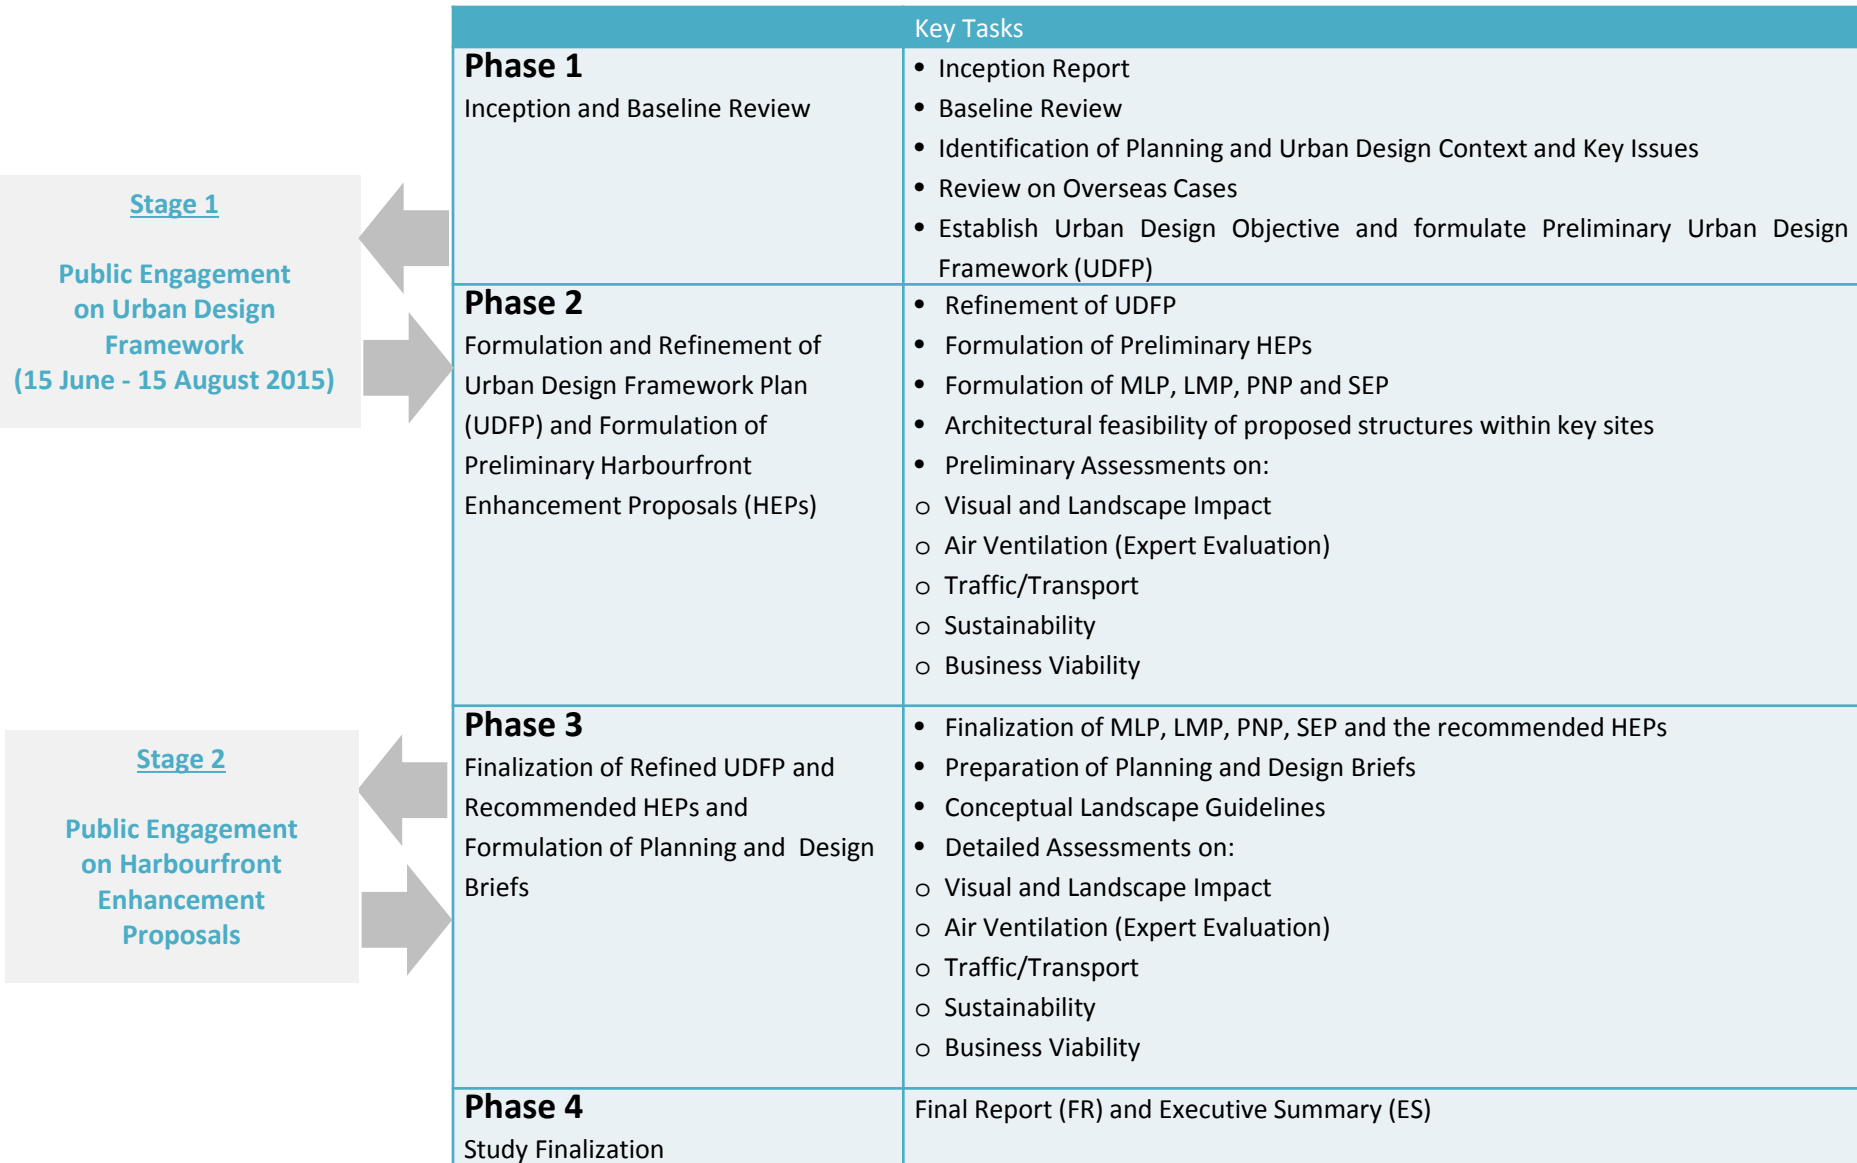 Key Tasks
Phase 1
Inception and Baseline Review
• Inception Report
• Baseline Review
• Identification of Planning and Urban Design Context and Key Issues
• Review on Overseas Cases
• Establish Urban Design Objective and formulate Preliminary Urban Design
Framework (UDFP)
Stage 1
Public Engagement
on Urban Design
Framework
(15 June - 15 August 2015)
Phase 2
Formulation and Refinement of
Urban Design Framework Plan
(UDFP) and Formulation of
Preliminary Harbourfront
Enhancement Proposals (HEPs)
• Refinement of UDFP
• Formulation of Preliminary HEPs
• Formulation of MLP, LMP, PNP and SEP
• Architectural feasibility of proposed structures within key sites
• Preliminary Assessments on:
o Visual and Landscape Impact
o Air Ventilation (Expert Evaluation)
o Traffic/Transport
o Sustainability
o Business Viability
Stage 2
Public Engagement
on Harbourfront
Enhancement
Proposals
Phase 3
Finalization of Refined UDFP and
Recommended HEPs and
Formulation of Planning and Design
Briefs
• Finalization of MLP, LMP, PNP, SEP and the recommended HEPs
• Preparation of Planning and Design Briefs
• Conceptual Landscape Guidelines
• Detailed Assessments on:
o Visual and Landscape Impact
o Air Ventilation (Expert Evaluation)
o Traffic/Transport
o Sustainability
o Business Viability
Phase 4
Study Finalization
Final Report (FR) and Executive Summary (ES)